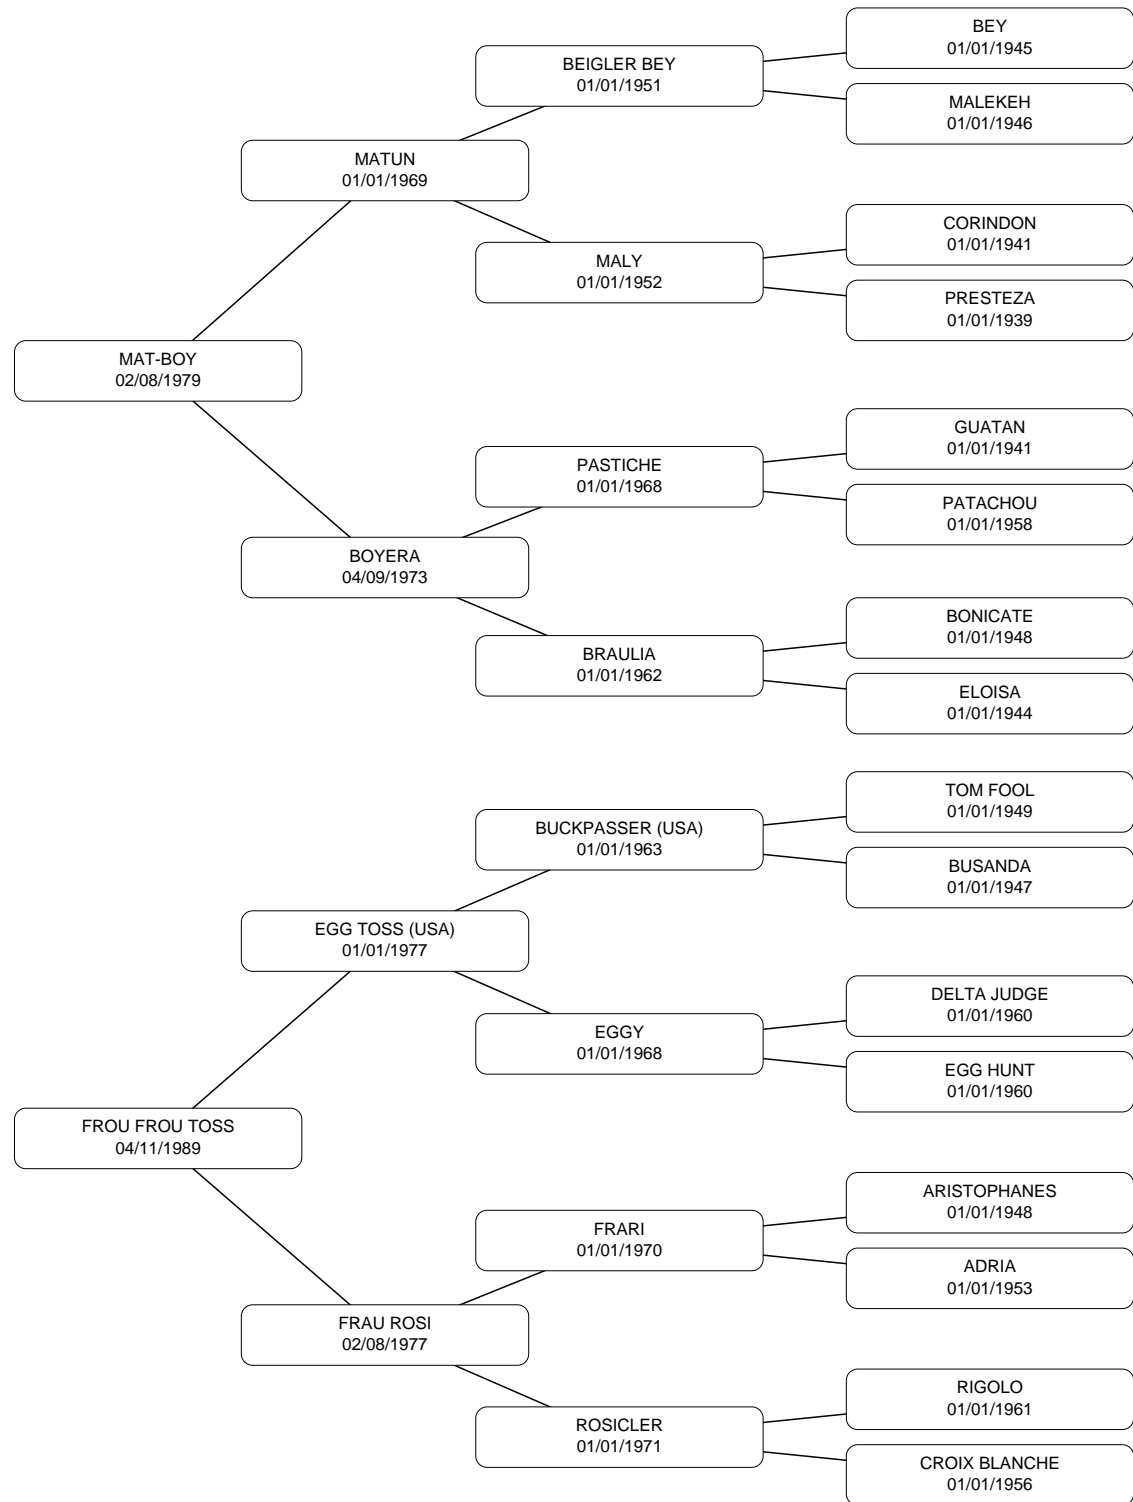 BEY
01/01/1945
BEIGLER BEY
01/01/1951
MALEKEH
01/01/1946
MATUN
01/01/1969
CORINDON
01/01/1941
MALY
01/01/1952
PRESTEZA
01/01/1939
MAT-BOY
02/08/1979
GUATAN
01/01/1941
PASTICHE
01/01/1968
PATACHOU
01/01/1958
BOYERA
04/09/1973
BONICATE
01/01/1948
BRAULIA
01/01/1962
ELOISA
01/01/1944
TOM FOOL
01/01/1949
BUCKPASSER (USA)
01/01/1963
BUSANDA
01/01/1947
EGG TOSS (USA)
01/01/1977
DELTA JUDGE
01/01/1960
EGGY
01/01/1968
EGG HUNT
01/01/1960
FROU FROU TOSS
04/11/1989
ARISTOPHANES
01/01/1948
FRARI
01/01/1970
ADRIA
01/01/1953
FRAU ROSI
02/08/1977
RIGOLO
01/01/1961
ROSICLER
01/01/1971
CROIX BLANCHE
01/01/1956